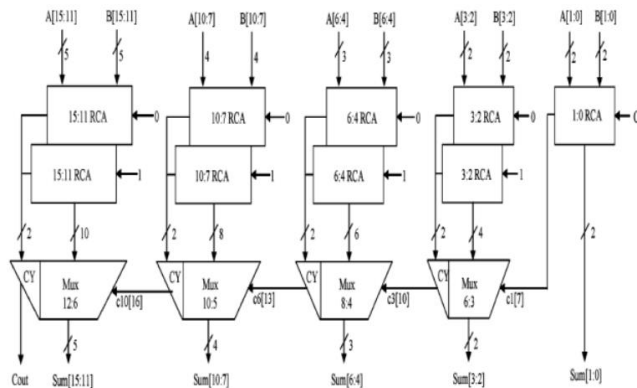 A[15:11] B[15:11] A[10:7] B[10:7] A[6:4] B[6:4] A[3:2] B[3:2] A[1:0] B[1:0]
5 5 4 4 3 3 2 2 2 2
15:11 RCA 0 10:7 RCA 0 6:4 RCA 0 3:2 RCA 0 1:0 RCA
15:11 RCA 1 10:7 RCA 1 6:4 RCA 1 3:2 RCA 1
2 10 2 8 2 6 2 4 2
CY Mux CY Mux CY Mux CY Mux
12:6 c10[16] 10:5 c6[13] 8:4 c3[10] 6:3 c1[7]
5 4 3 2
Cout Sum[15:11] Sum[10:7] Sum[6:4] Sum[3:2] Sum[1:0]